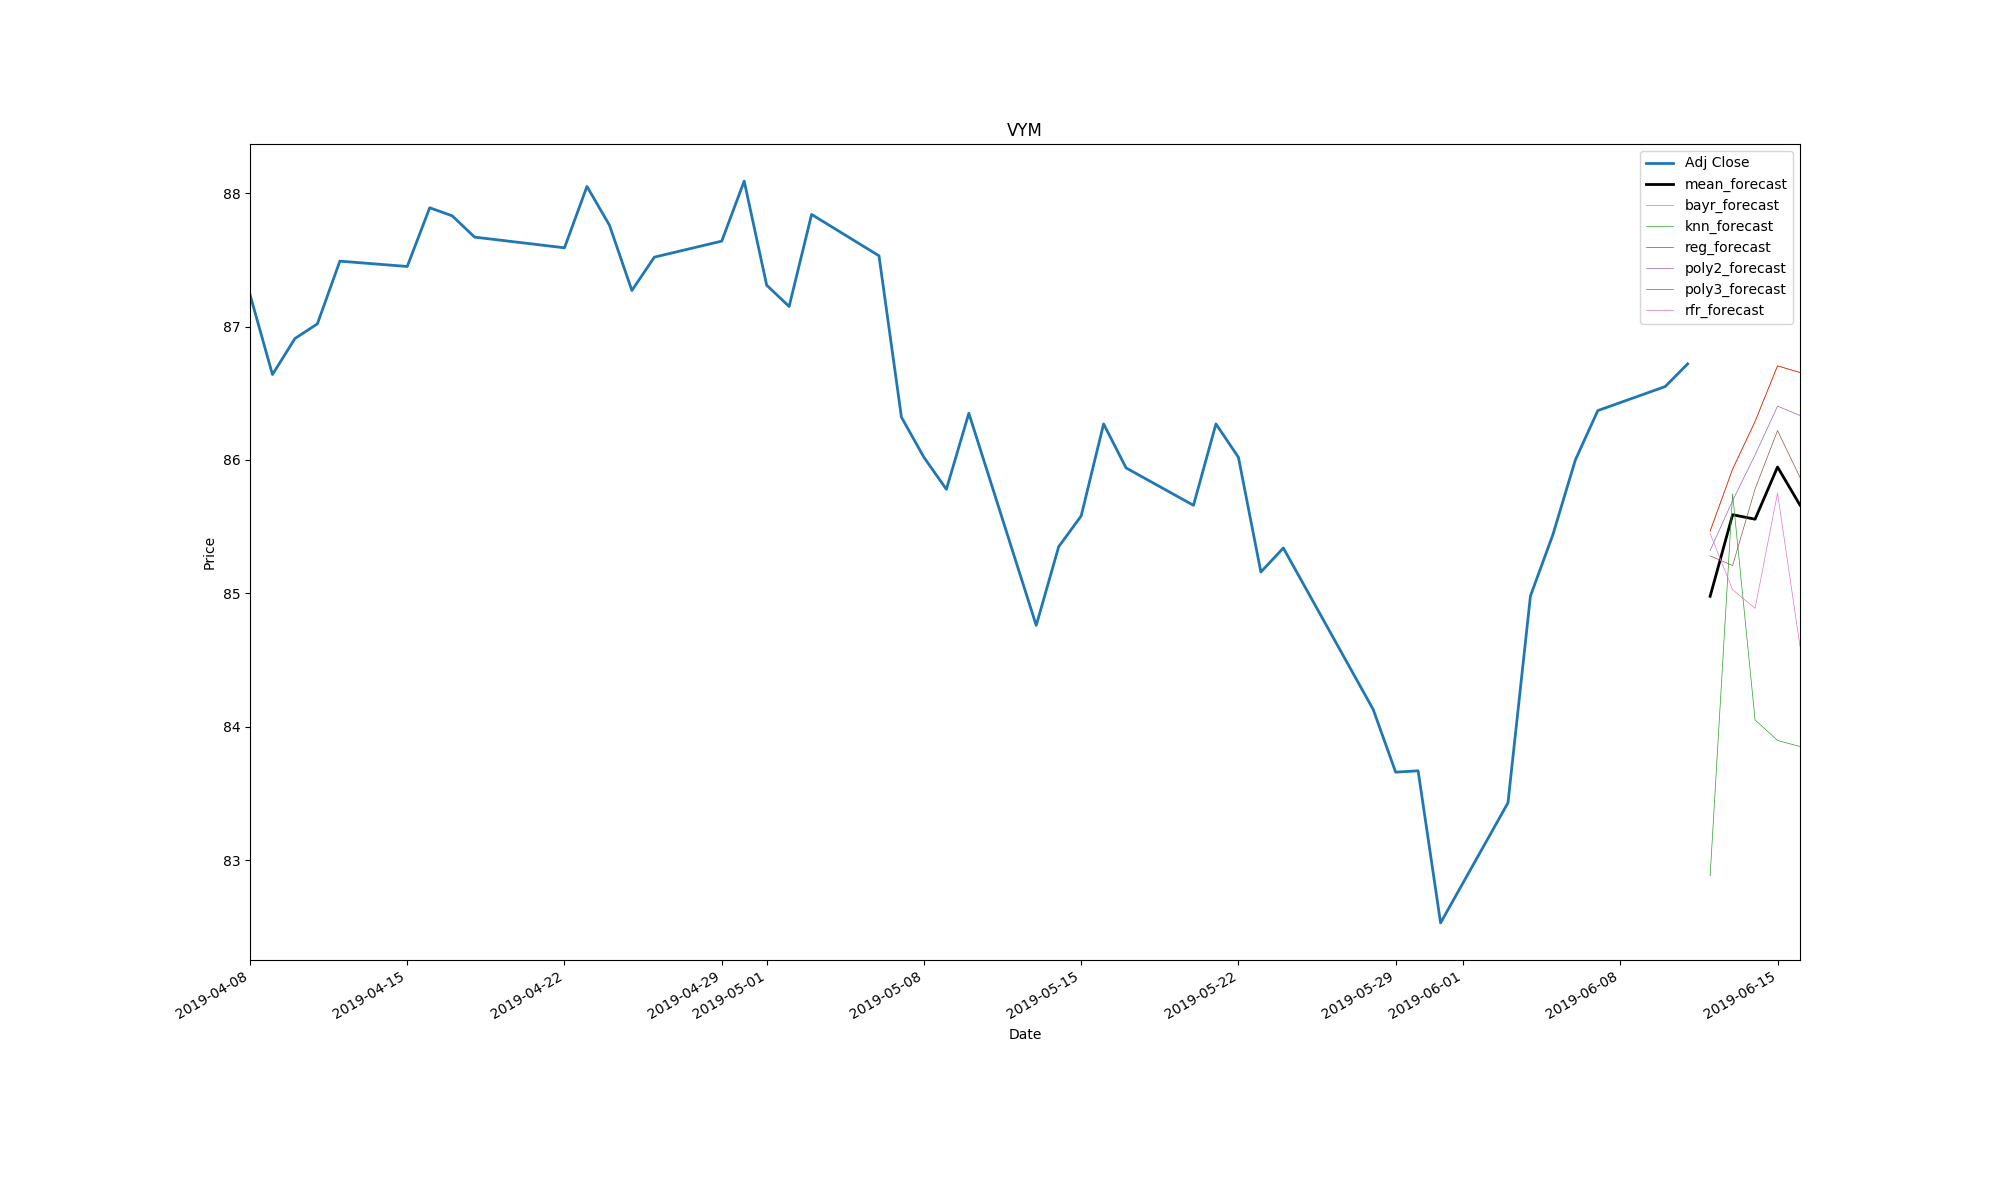 VYM
Adj Close
mean_forecast
bayr_forecast
knn_forecast
reg_forecast
poly2_forecast
poly3_forecast
rfr_forecast
88
87
86
85
84
83
Price
2019-04-08
2019-04-15
2019-04-22
2019-04-29
2019-05-01
2019-05-08
2019-05-15
2019-05-22
2019-05-29
2019-06-01
2019-06-08
2019-06-15
Date